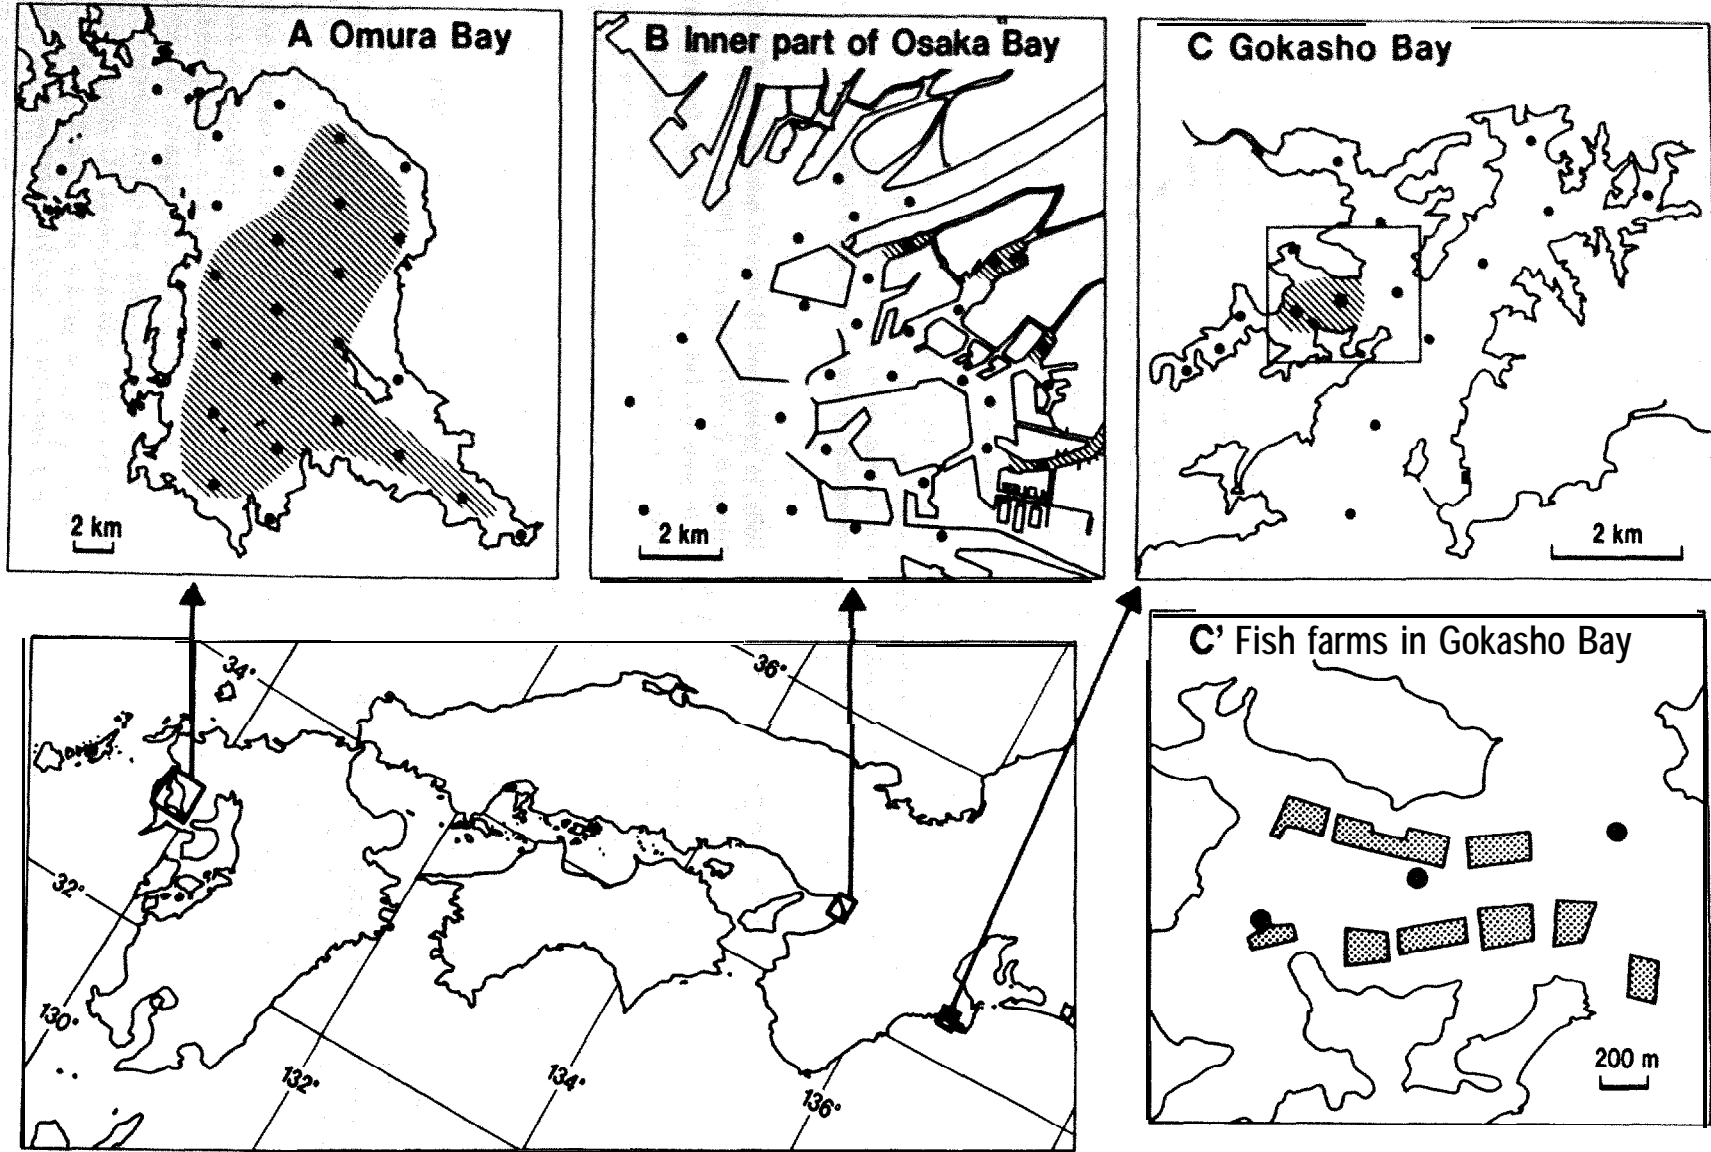 A Omura Bay
2 km
B Inner part of Osaka Bay
2 km
C Gokasho Bay
2 km
34°
36°
32°
130°
132°
134°
136°
C' Fish farms in Gokasho Bay
200 m